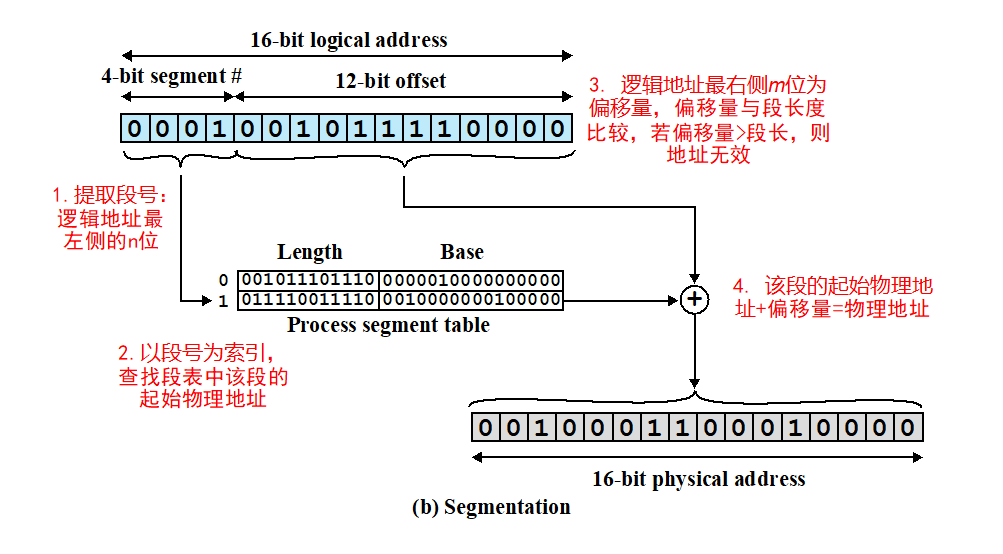 16-bit logical address
4-bit segment #
12-bit offset
0 0 0 1 0 0 1 0 1 1 1 1 0 0 0 0
3. 逻辑地址最右侧m位为
偏移量，偏移量与段长度
比较，若偏移量>段长，则
地址无效
1.提取段号：
逻辑地址最
左侧的n位
Length
Base
0 001011101110 0000010000000000
1 011110011110 0010000000100000
Process segment table
2.以段号为索引，
查找段表中该段的
起始物理地址
+
4. 该段的起始物理地
址+偏移量=物理地址
0 0 1 0 0 0 1 1 0 0 0 1 0 0 0 0
16-bit physical address
(b) Segmentation